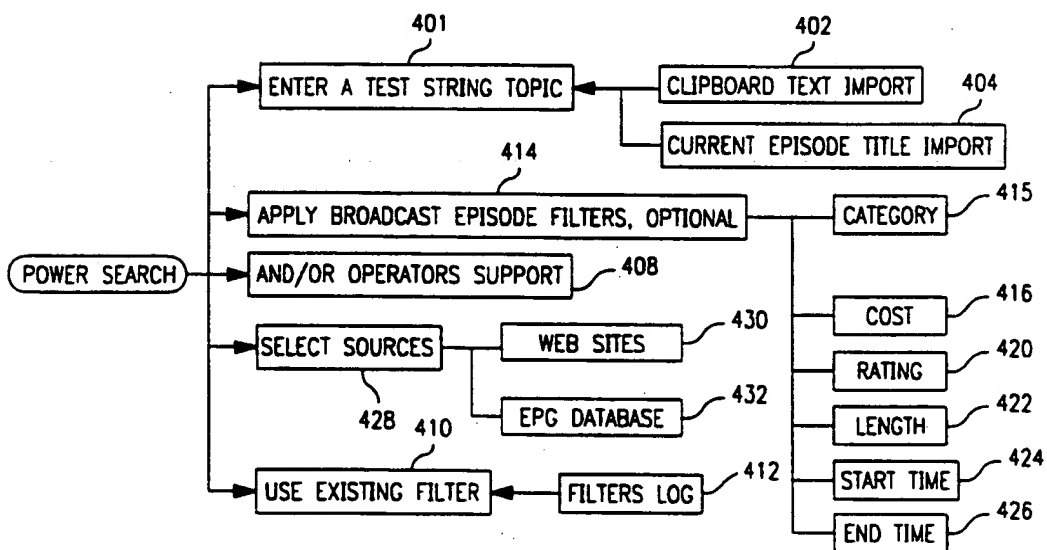 401
ENTER A TEST STRING TOPIC
402
CLIPBOARD TEXT IMPORT
404
CURRENT EPISODE TITLE IMPORT
414
APPLY BROADCAST EPISODE FILTERS, OPTIONAL
CATEGORY
415
POWER SEARCH
AND/OR OPERATORS SUPPORT
408
COST
416
SELECT SOURCES
428
WEB SITES
430
RATING
420
EPG DATABASE
432
LENGTH
422
410
USE EXISTING FILTER
FILTERS LOG
412
START TIME
424
END TIME
426